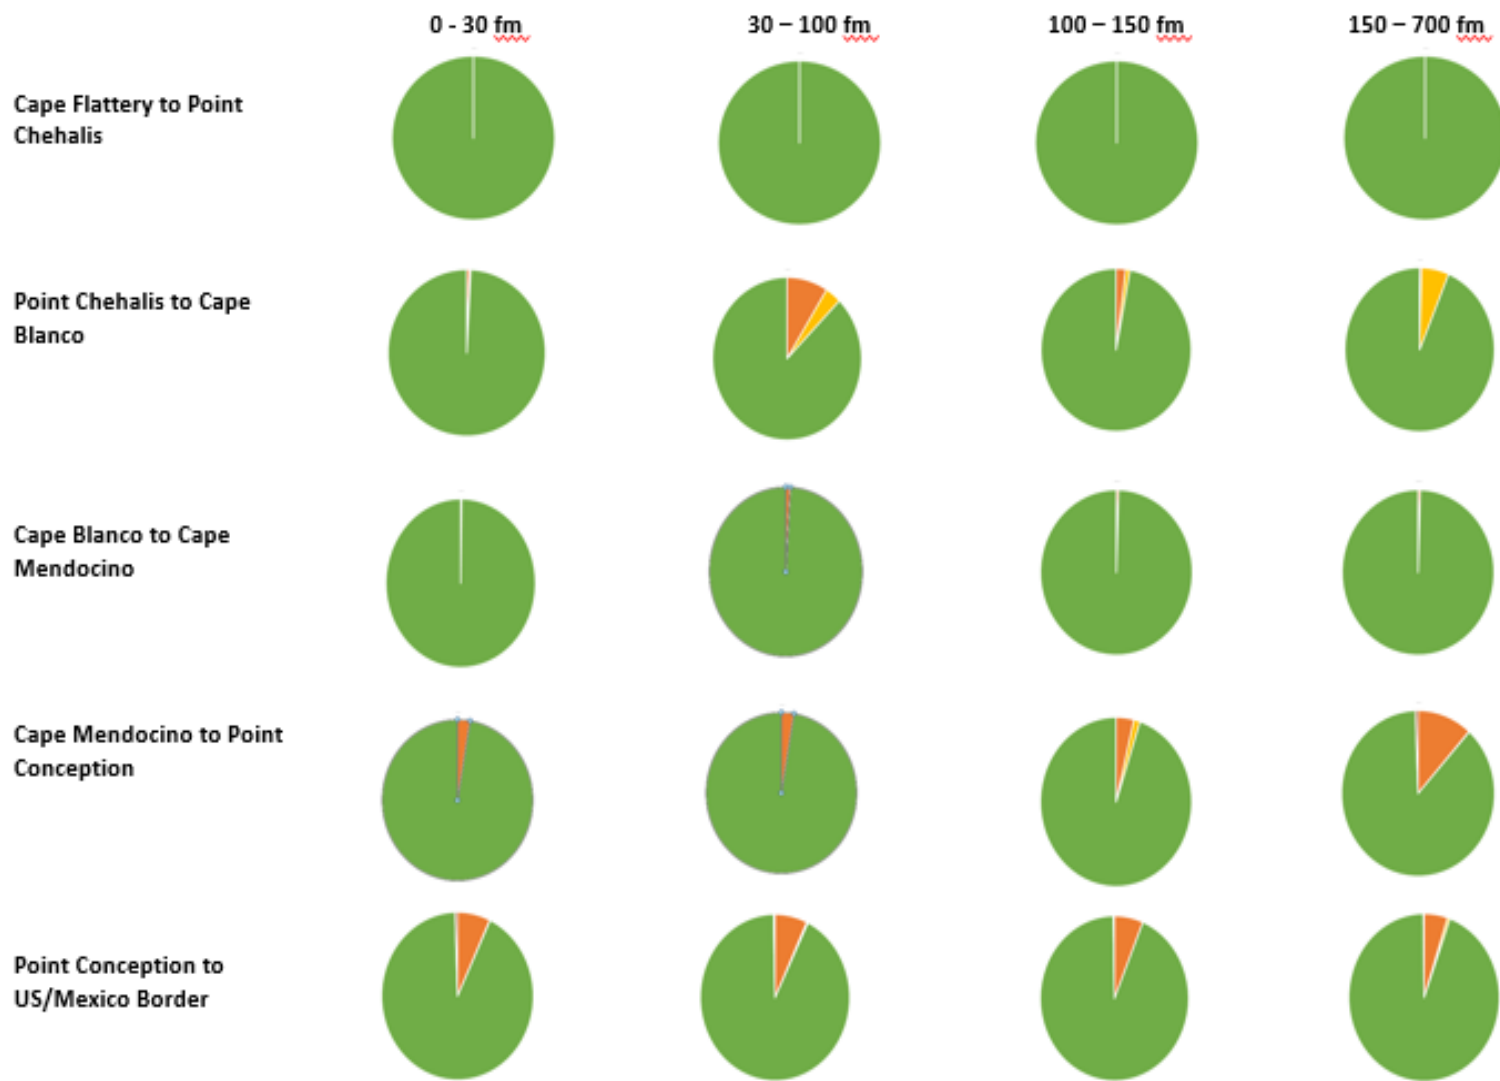 0 - 30 fm
30 – 100 fm
100 – 150 fm
150 – 700 fm
Cape Flattery to Point
Chehalis
Point Chehalis to Cape
Blanco
Cape Blanco to Cape
Mendocino
Cape Mendocino to Point
Conception
Point Conception to
US/Mexico Border